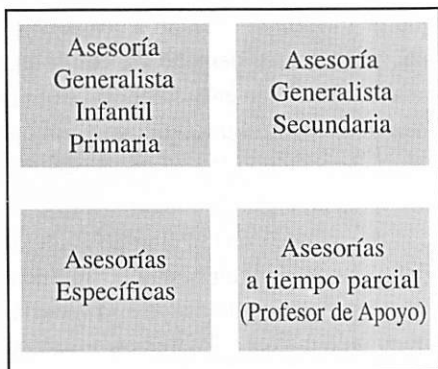 Asesoría
Generalista
Infantil
Primaria
Asesoría
Generalista
Secundaria
Asesorías
Específicas
Asesorías
a tiempo parcial
(Profesor de Apoyo)